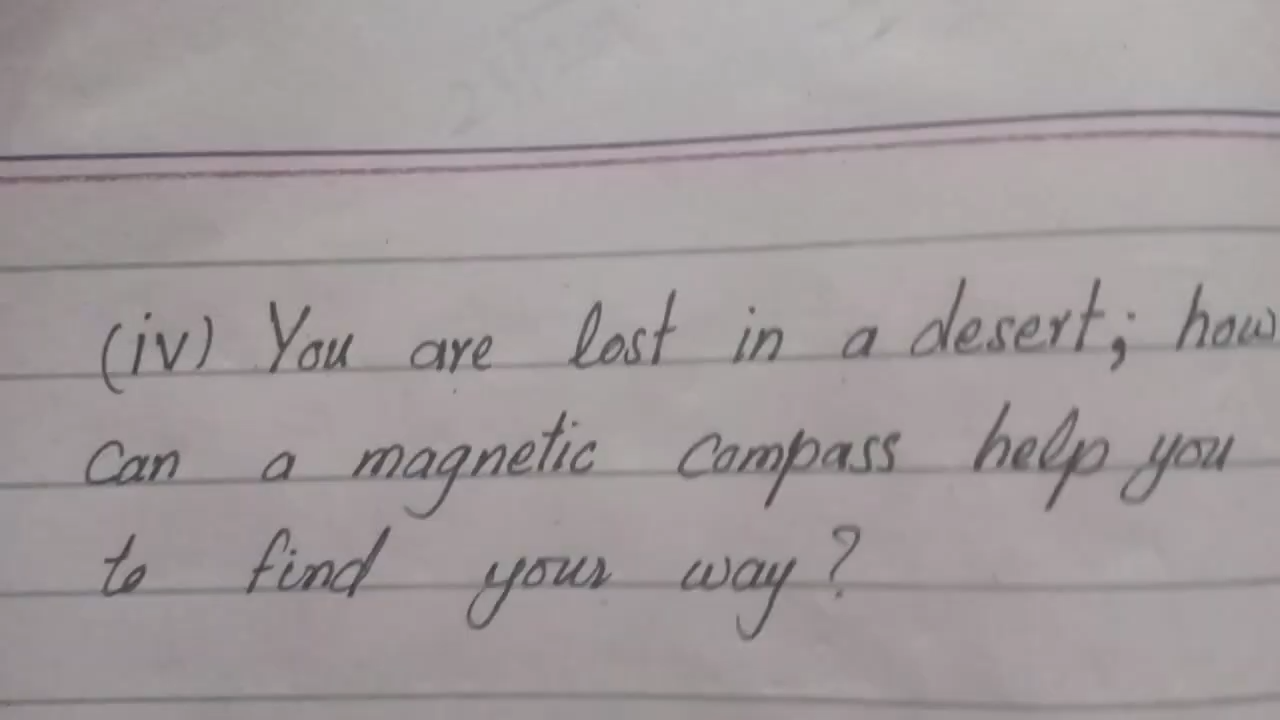 (iv) You are lost in a desert; how
can a magnetic compass help you
to find your way?